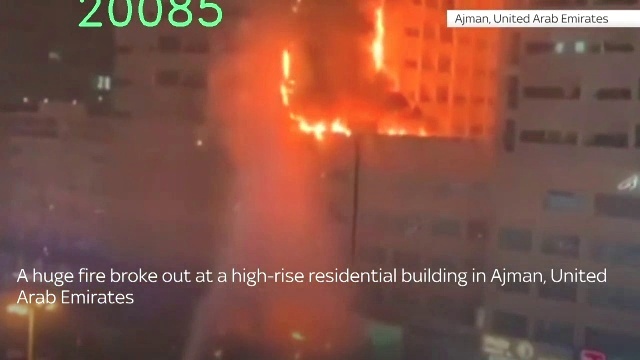 20085
Ajman, United Arab Emirates
A huge fire broke out at a high-rise residential building in Ajman, United
Arab Emirates